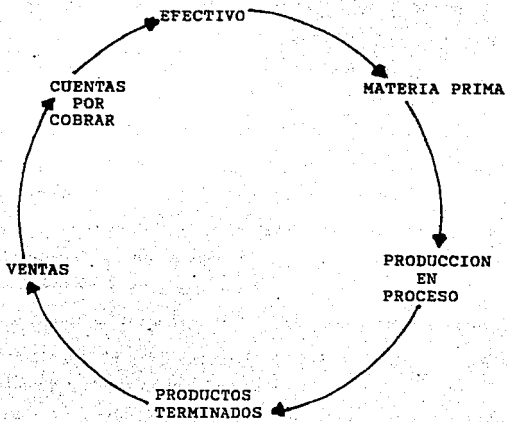 EFECTIVO
MATERIA PRIMA
PRODUCCION
EN
PROCESO
PRODUCTOS
TERMINADOS
VENTAS
CUENTAS
POR
COBRAR